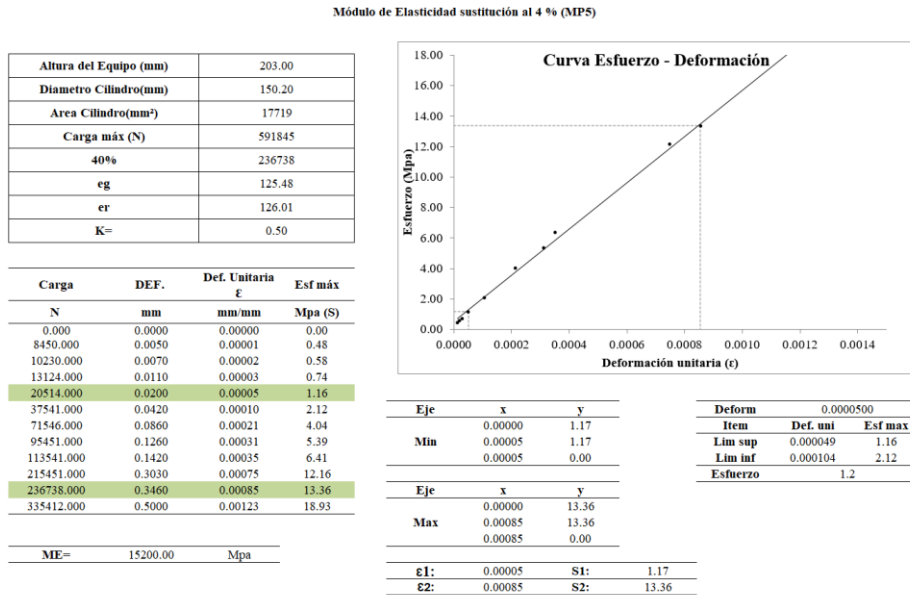 Módulo de Elasticidad sustitución al 4 % (MP5)
Altura del Equipo (mm) 203.00
Diametro Cilindro(mm) 150.20
Area Cilindro(mm²) 17719
Carga máx (N) 591845
40% 236738
eg 125.48
er 126.01
K= 0.50
Carga DEF. Def. Unitaria ε Esf máx
N mm mm/mm Mpa (S)
0.000 0.0000 0.00000 0.00
8450.000 0.0050 0.00001 0.48
10230.000 0.0070 0.00002 0.58
13124.000 0.0110 0.00003 0.74
20514.000 0.0200 0.00005 1.16
37541.000 0.0420 0.00010 2.12
71546.000 0.0860 0.00021 4.04
95451.000 0.1260 0.00031 5.39
113541.000 0.1420 0.00035 6.41
215451.000 0.3030 0.00075 12.16
236738.000 0.3460 0.00085 13.36
335412.000 0.5000 0.00123 18.93
ME= 15200.00 Mpa
Curva Esfuerzo - Deformación
Esfuerzo (Mpa)
18.00
16.00
14.00
12.00
10.00
8.00
6.00
4.00
2.00
0.00
0.0000 0.0002 0.0004 0.0006 0.0008 0.0010 0.0012 0.0014
Deformación unitaria (ε)
Eje x y
0.00000 1.17
Min 0.00005 1.17
0.00005 0.00
Eje x y
0.00000 13.36
Max 0.00085 13.36
0.00085 0.00
ε1: 0.00005 S1: 1.17
ε2: 0.00085 S2: 13.36
Deform 0.0000500
Item Def. uni Esf max
Lim sup 0.000049 1.16
Lim inf 0.000104 2.12
Esfuerzo 1.2